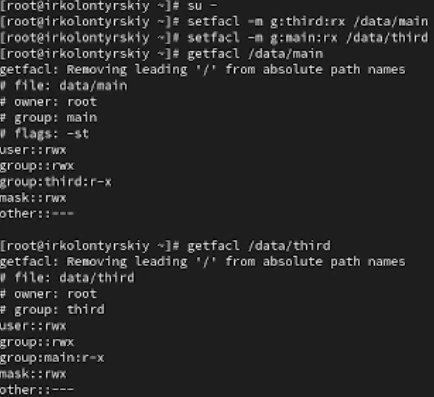 [root@irkolontyrskiy ~]# su -
[root@irkolontyrskiy ~]# setfacl -m g:third:rx /data/main
[root@irkolontyrskiy ~]# setfacl -m g:main:rx /data/third
[root@irkolontyrskiy ~]# getfacl /data/main
getfacl: Removing leading '/' from absolute path names
# file: data/main
# owner: root
# group: main
# flags: -st
user::rwx
group::rwx
group:third:r-x
mask::rwx
other::---
[root@irkolontyrskiy ~]# getfacl /data/third
getfacl: Removing leading '/' from absolute path names
# file: data/third
# owner: root
# group: third
user::rwx
group::rwx
group:main:r-x
mask::rwx
other::---